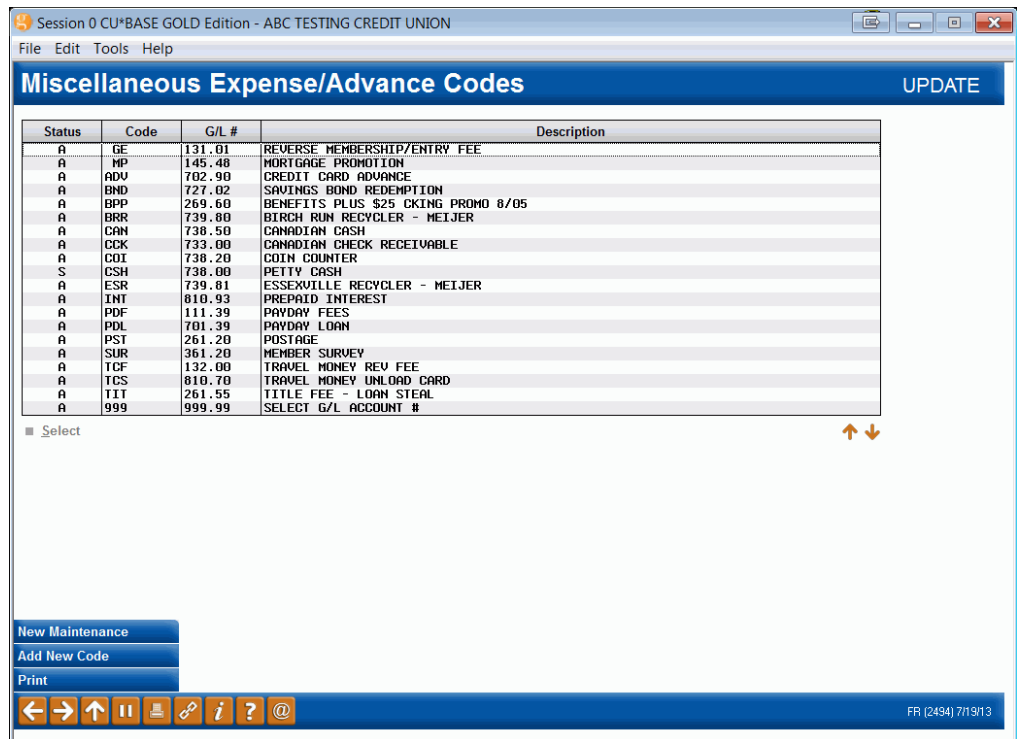 Session 0 CU*BASE GOLD Edition - ABC TESTING CREDIT UNION
File Edit Tools Help
Miscellaneous Expense/Advance Codes UPDATE
Status Code G/L # Description
A GE 131.01 REVERSE MEMBERSHIP/ENTRY FEE
A MP 145.48 MORTGAGE PROMOTION
A ADV 702.90 CREDIT CARD ADVANCE
A BND 727.02 SAVINGS BOND REDEMPTION
A BPP 269.60 BENEFITS PLUS $25 CKING PROMO 8/05
A BRR 739.80 BIRCH RUN RECYCLER - MEIJER
A CAN 738.50 CANADIAN CASH
A CCK 733.00 CANADIAN CHECK RECEIVABLE
A COI 738.20 COIN COUNTER
S CSH 738.00 PETTY CASH
A ESR 739.81 ESSEXVILLE RECYCLER - MEIJER
A INT 810.93 PREPAID INTEREST
A PDF 111.39 PAYDAY FEES
A PDL 701.39 PAYDAY LOAN
A PST 261.20 POSTAGE
A SUR 361.20 MEMBER SURVEY
A TCF 132.00 TRAVEL MONEY REV FEE
A TCS 810.70 TRAVEL MONEY UNLOAD CARD
A TIT 261.55 TITLE FEE - LOAN STEAL
A 999 999.99 SELECT G/L ACCOUNT #
Select
New Maintenance
Add New Code
Print
i ? @ FR (2494) 7/19/13